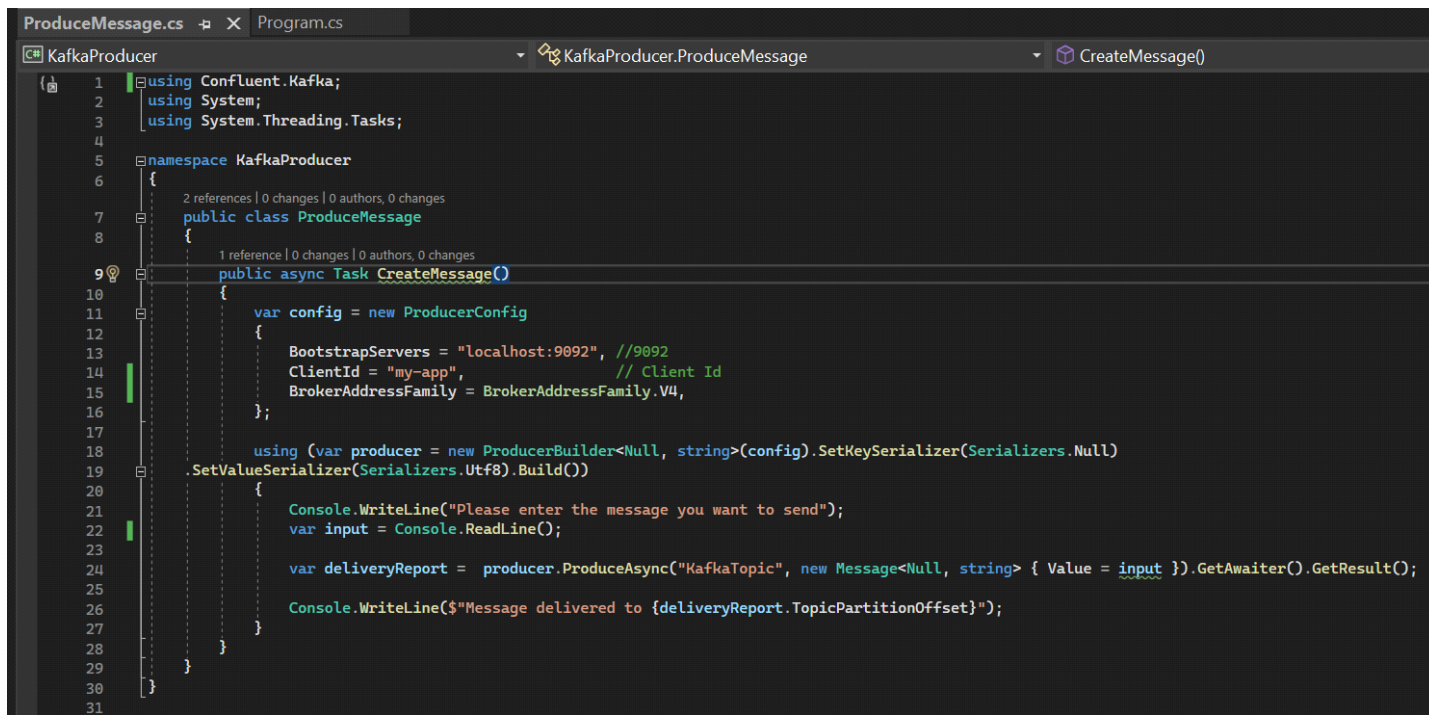 ProduceMessage.cs Program.cs
C# KafkaProducer KafkaProducer.ProduceMessage CreateMessage()
1 using Confluent.Kafka;
2 using System;
3 using System.Threading.Tasks;
4
5 namespace KafkaProducer
6 {
2 references | 0 changes | 0 authors, 0 changes
7 public class ProduceMessage
8 {
1 reference | 0 changes | 0 authors, 0 changes
9 public async Task CreateMessage()
10 {
11 var config = new ProducerConfig
12 {
13 BootstrapServers = "localhost:9092", //9092
14 ClientId = "my-app", // Client Id
15 BrokerAddressFamily = BrokerAddressFamily.V4,
16 };
17
18 using (var producer = new ProducerBuilder<Null, string>(config).SetKeySerializer(Serializers.Null)
19 .SetValueSerializer(Serializers.Utf8).Build())
20 {
21 Console.WriteLine("Please enter the message you want to send");
22 var input = Console.ReadLine();
23
24 var deliveryReport = producer.ProduceAsync("KafkaTopic", new Message<Null, string> { Value = input }).GetAwaiter().GetResult();
25
26 Console.WriteLine($"Message delivered to {deliveryReport.TopicPartitionOffset}");
27 }
28 }
29 }
30 }
31